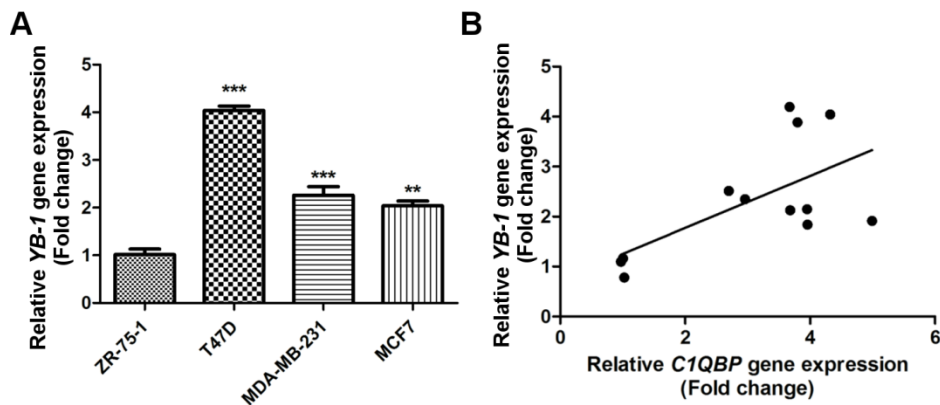 A
Relative YB-1 gene expression
(Fold change)
5
4
3
2
1
0
***
***
**
ZR-75-1
T47D
MDA-MB-231
MCF7
B
Relative YB-1 gene expression
(Fold change)
5
4
3
2
1
0
0
2
4
6
Relative C1QBP gene expression
(Fold change)